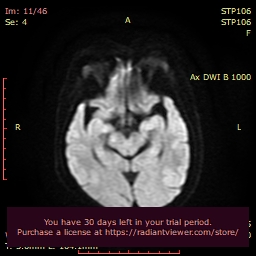 Im: 11/46
Se: 4
A
STP106
STP106
F
Ax DWI B 1000
R
L
You have 30 days left in your trial period.
Purchase a license at https://radiantviewer.com/store/